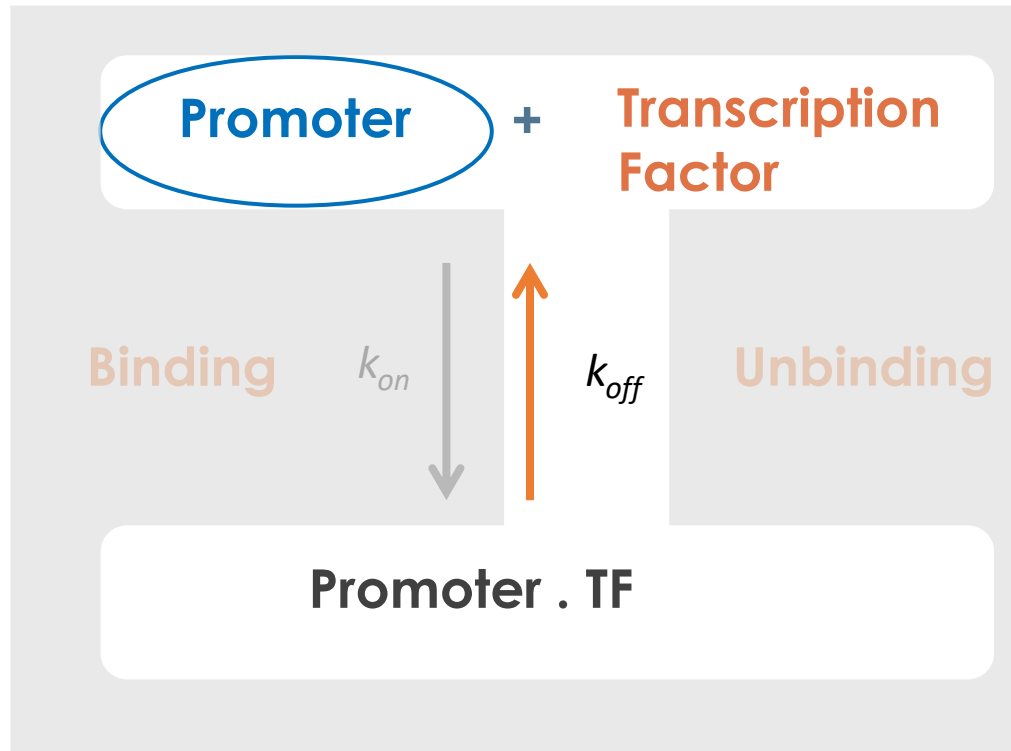 Promoter + Transcription
Factor
Binding k_on k_off Unbinding
Promoter . TF